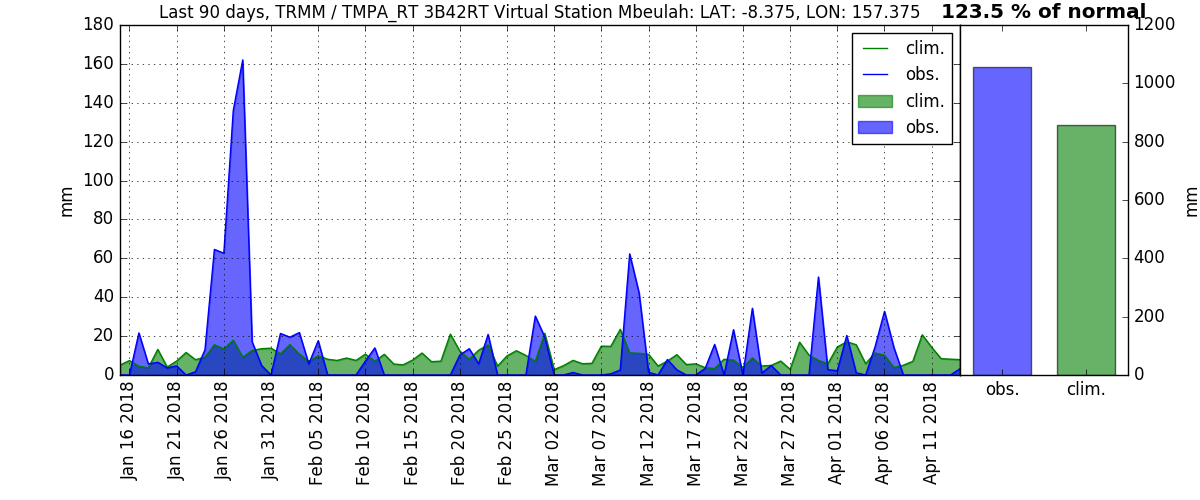 Last 90 days, TRMM / TMPA_RT 3B42RT Virtual Station Mbeulah: LAT: -8.375, LON: 157.375
123.5 % of normal
180
160
140
120
100
80
60
40
20
0
mm
clim.
obs.
clim.
obs.
Jan 16 2018
Jan 21 2018
Jan 26 2018
Jan 31 2018
Feb 05 2018
Feb 10 2018
Feb 15 2018
Feb 20 2018
Feb 25 2018
Mar 02 2018
Mar 07 2018
Mar 12 2018
Mar 17 2018
Mar 22 2018
Mar 27 2018
Apr 01 2018
Apr 06 2018
Apr 11 2018
1200
1000
800
600
400
200
0
mm
obs.
clim.